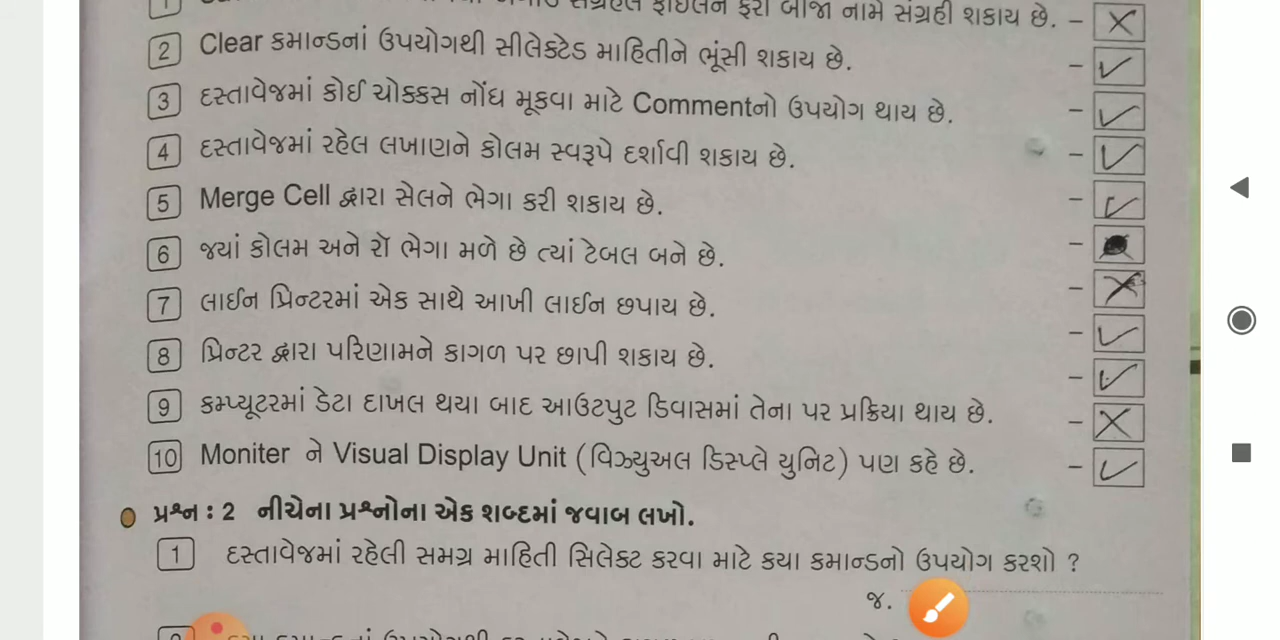 સંગ્રહી શકાય છે. –
2 Clear કમાન્ડનાં ઉપયોગથી સીલેક્ટેડ માહિતીને ભૂંસી શકાય છે. –
3 દસ્તાવેજમાં કોઈ ચોક્કસ નોંધ મૂકવા માટે Commentનો ઉપયોગ થાય છે. –
4 દસ્તાવેજમાં રહેલ લખાણને કોલમ સ્વરૂપે દર્શાવી શકાય છે. –
5 Merge Cell દ્વારા સેલને ભેગા કરી શકાય છે. –
6 જ્યાં કોલમ અને રૉ ભેગા મળે છે ત્યાં ટેબલ બને છે. –
7 લાઈન પ્રિન્ટરમાં એક સાથે આખી લાઈન છપાય છે. –
8 પ્રિન્ટર દ્વારા પરિણામને કાગળ પર છાપી શકાય છે. –
9 કમ્પ્યૂટરમાં ડેટા દાખલ થયા બાદ આઉટપુટ ડિવાસમાં તેના પર પ્રક્રિયા થાય છે. –
10 Moniter ને Visual Display Unit (વિઝ્યુઅલ ડિસ્પ્લે યુનિટ) પણ કહે છે. –
પ્રશ્ન : 2 નીચેના પ્રશ્નોના એક શબ્દમાં જવાબ લખો.
1 દસ્તાવેજમાં રહેલી સમગ્ર માહિતી સિલેક્ટ કરવા માટે કયા કમાન્ડનો ઉપયોગ કરશો ?
જ.